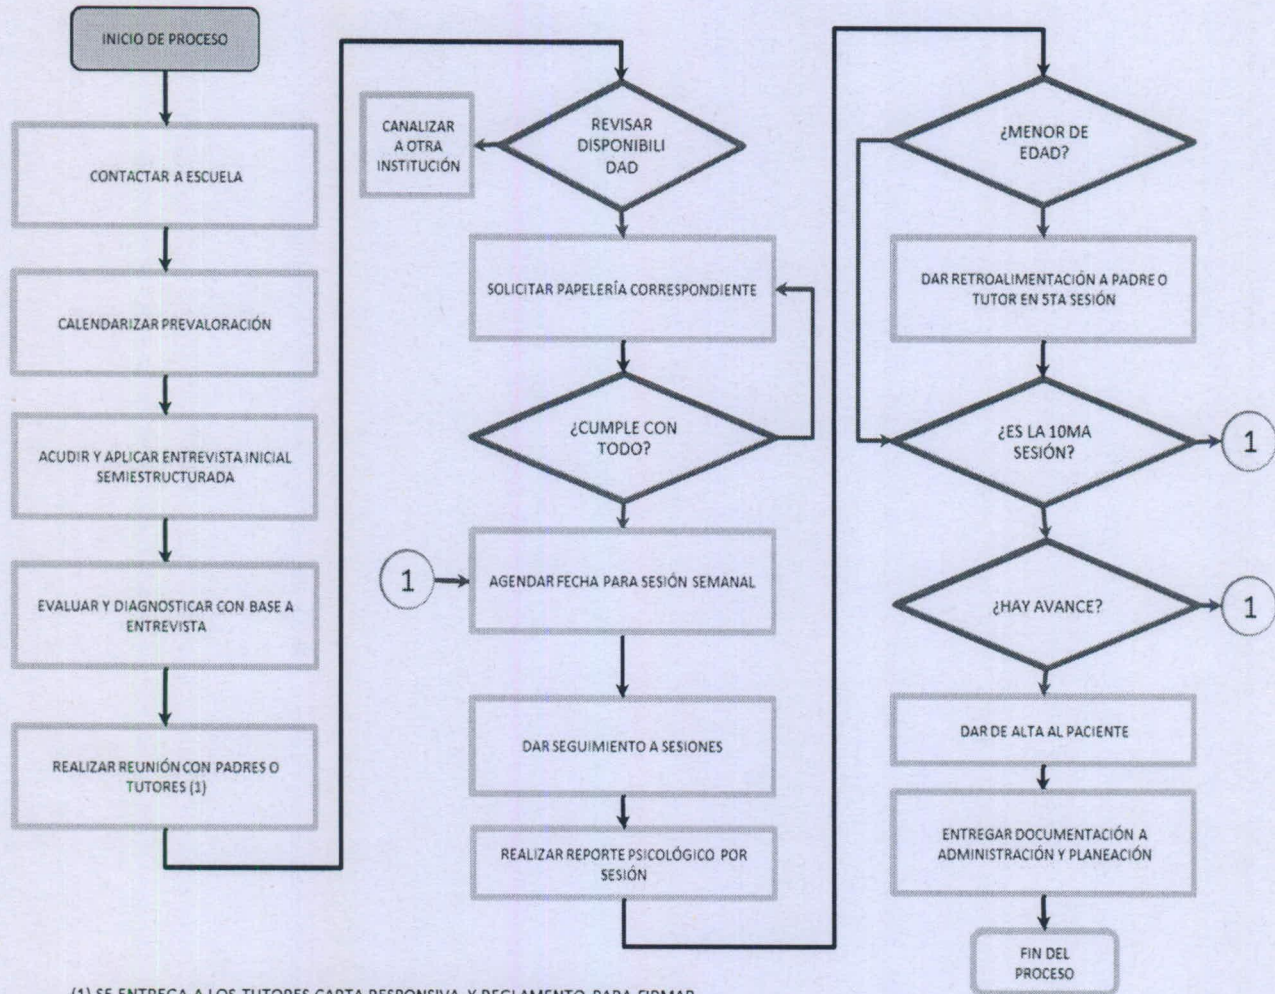 INICIO DE PROCESO
CONTACTAR A ESCUELA
CALENDARIZAR PREVALORACIÓN
ACUDIR Y APLICAR ENTREVISTA INICIAL
SEMIESTRUCTURADA
EVALUAR Y DIAGNOSTICAR CON BASE A
ENTREVISTA
REALIZAR REUNIÓN CON PADRES O
TUTORES (1)
REVISAR
DISPONIBILI
DAD
CANALIZAR
A OTRA
INSTITUCIÓN
SOLICITAR PAPELERÍA CORRESPONDIENTE
¿CUMPLE CON
TODO?
1
AGENDAR FECHA PARA SESIÓN SEMANAL
DAR SEGUIMIENTO A SESIONES
REALIZAR REPORTE PSICOLÓGICO POR
SESIÓN
¿MENOR DE
EDAD?
DAR RETROALIMENTACIÓN A PADRE O
TUTOR EN 5TA SESIÓN
¿ES LA 10MA
SESIÓN?
1
¿HAY AVANCE?
1
DAR DE ALTA AL PACIENTE
ENTREGAR DOCUMENTACIÓN A
ADMINISTRACIÓN Y PLANEACIÓN
FIN DEL
PROCESO
(1) SE ENTREGA A LOS TUTORES CARTA RESPONSIVA Y REGLAMENTO PARA FIRMAR